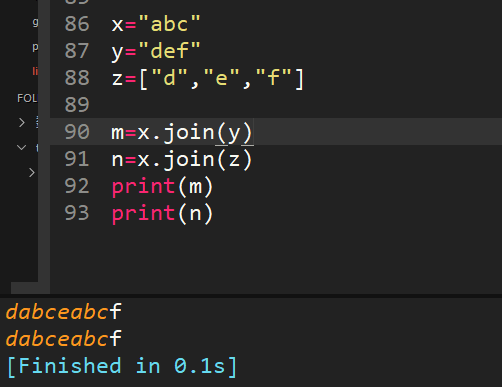 g
86 x="abc"
p
87 y="def"
li
88 z=["d","e","f"]
FOL
89
90 m=x.join(y)
91 n=x.join(z)
92 print(m)
93 print(n)
dabceabcf
dabceabcf
[Finished in 0.1s]